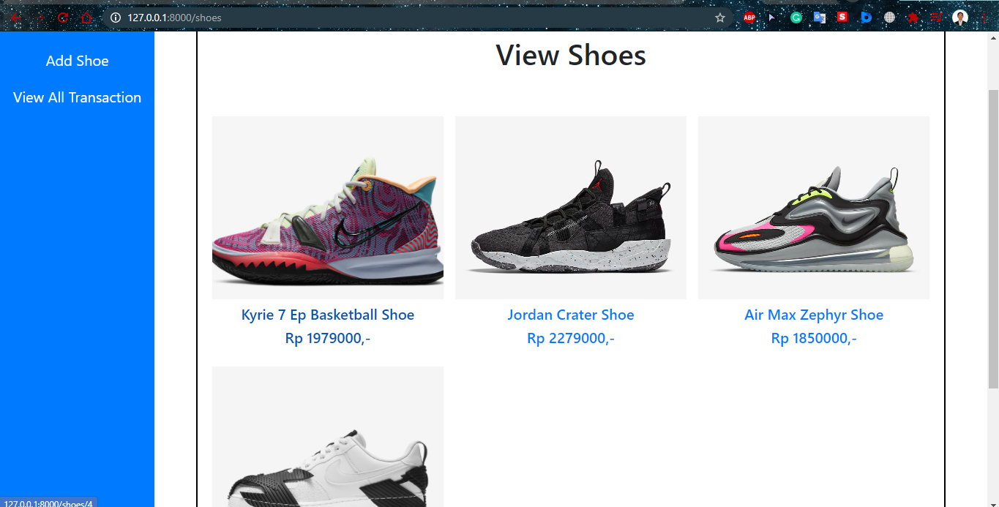 127.0.0.1:8000/shoes
ABP
G
S
Add Shoe
View All Transaction
View Shoes
Kyrie 7 Ep Basketball Shoe
Rp 1979000,-
Jordan Crater Shoe
Rp 2279000,-
Air Max Zephyr Shoe
Rp 1850000,-
127.0.0.1:8000/shoes/4